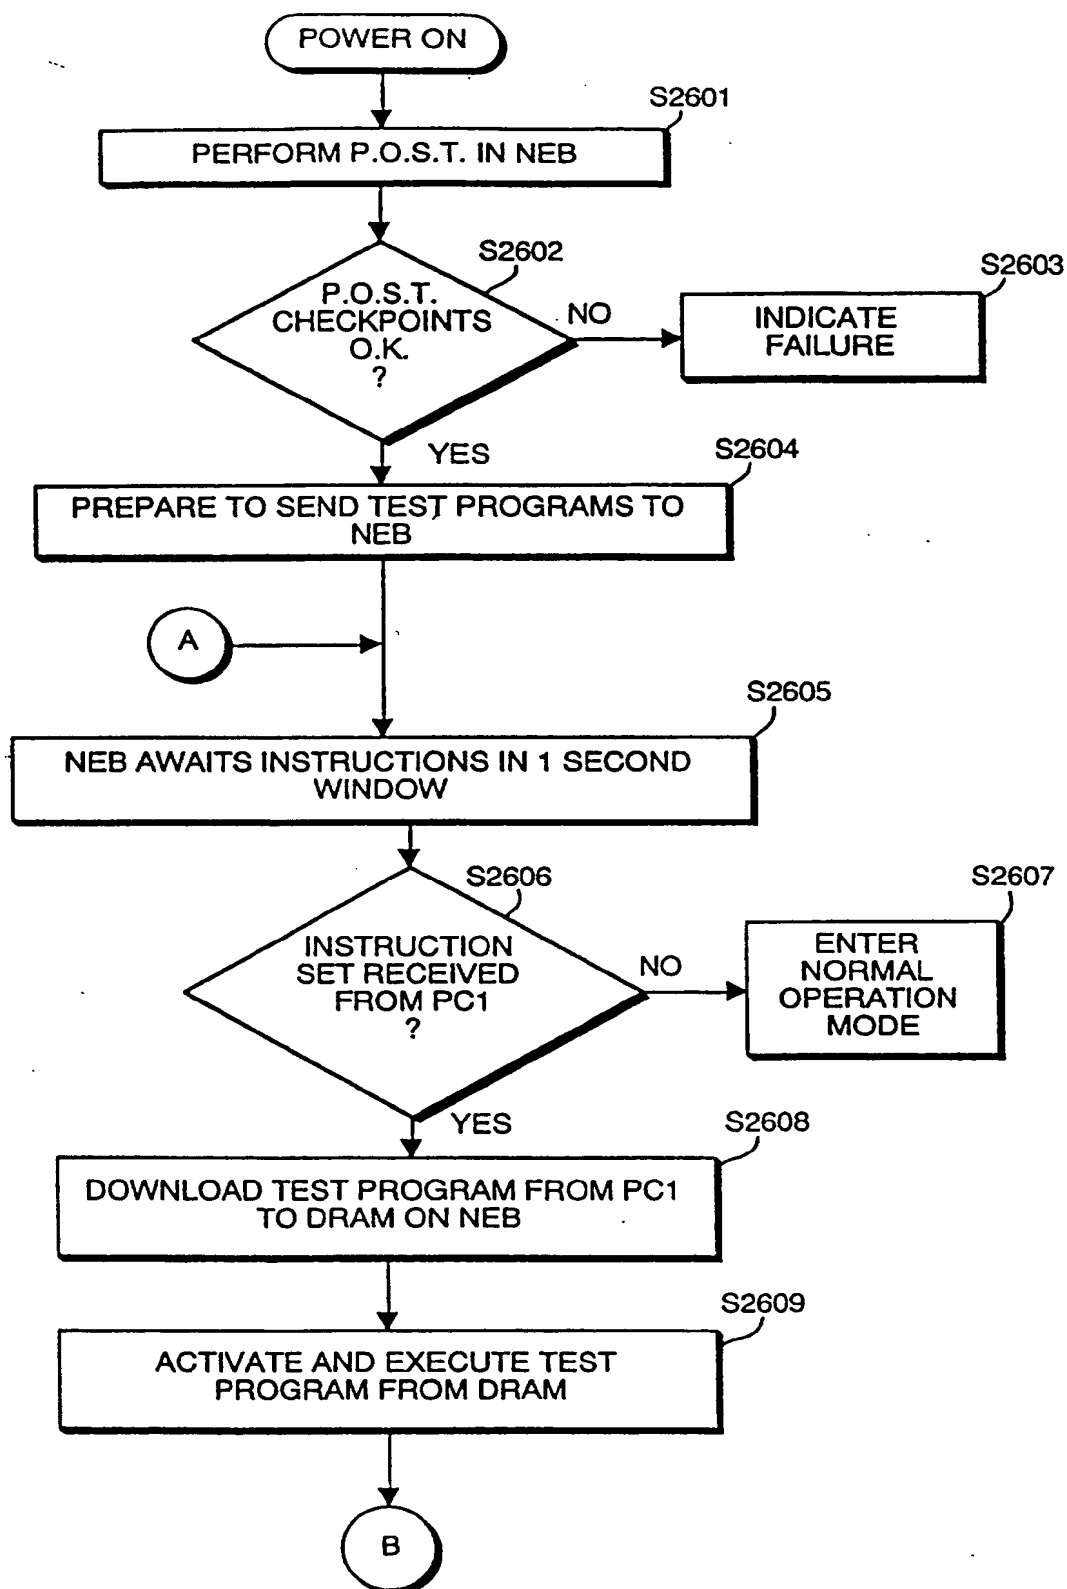 POWER ON
S2601
PERFORM P.O.S.T. IN NEB
S2602
P.O.S.T.
CHECKPOINTS
O.K.
?
NO
S2603
INDICATE
FAILURE
YES
S2604
PREPARE TO SEND TEST PROGRAMS TO
NEB
A
S2605
NEB AWAITS INSTRUCTIONS IN 1 SECOND
WINDOW
S2606
INSTRUCTION
SET RECEIVED
FROM PC1
?
NO
S2607
ENTER
NORMAL
OPERATION
MODE
YES
S2608
DOWNLOAD TEST PROGRAM FROM PC1
TO DRAM ON NEB
S2609
ACTIVATE AND EXECUTE TEST
PROGRAM FROM DRAM
B